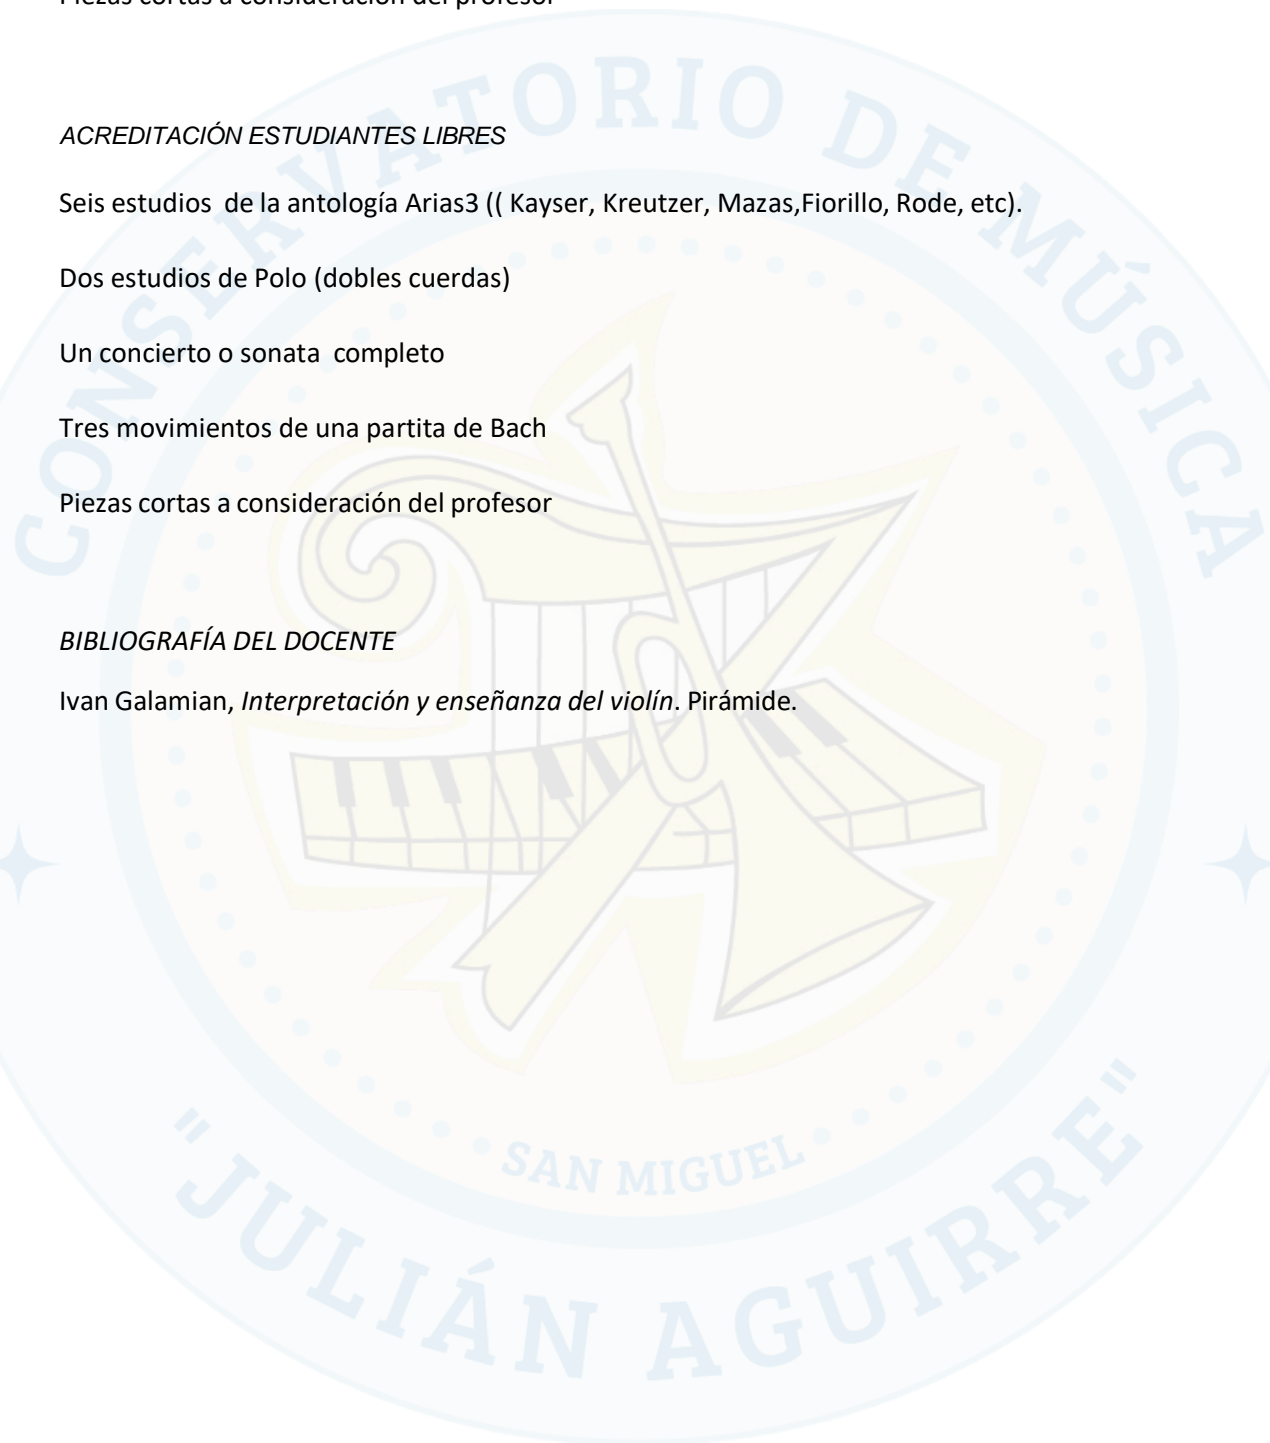 Piezas cortas a consideración del profesor
ACREDITACIÓN ESTUDIANTES LIBRES
Seis estudios  de la antología Arias3 (( Kayser, Kreutzer, Mazas,Fiorillo, Rode, etc).
Dos estudios de Polo (dobles cuerdas)
Un concierto o sonata  completo
Tres movimientos de una partita de Bach
Piezas cortas a consideración del profesor
BIBLIOGRAFÍA DEL DOCENTE
Ivan Galamian, Interpretación y enseñanza del violín. Pirámide.
CONSERVATORIO DE MÚSICA
SAN MIGUEL
"JULIÁN AGUIRRE"